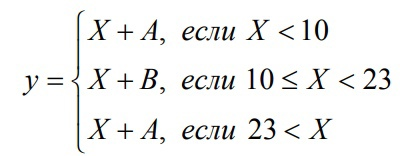 X + A, если X < 10
y = X + B, если 10 ≤ X < 23
X + A, если 23 < X